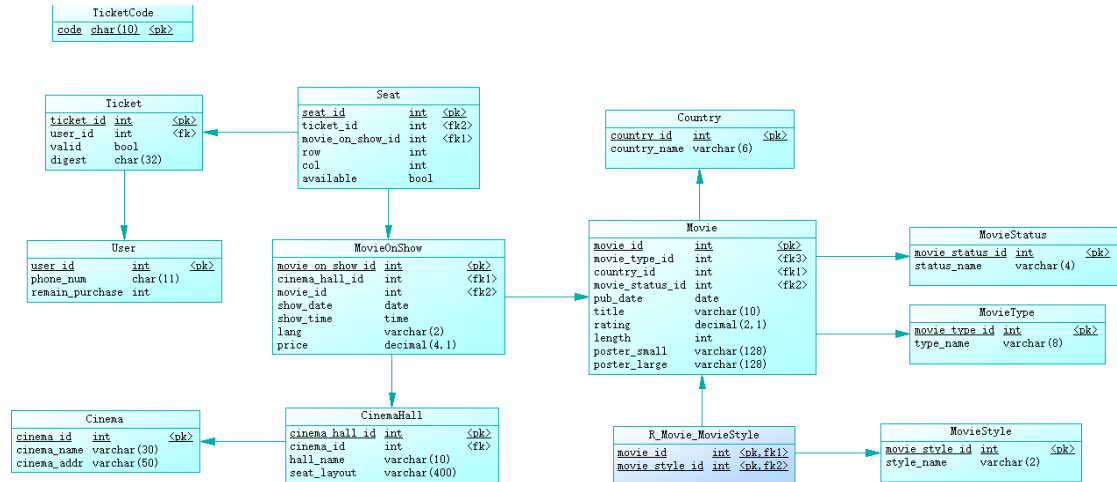 TicketCode
code char(10) <pk>
Ticket
ticket_id int <pk>
user_id int <fk>
valid bool
digest char(32)
Seat
seat_id int <pk>
ticket_id int <fk2>
movie_on_show_id int <fk1>
row int
col int
available bool
Country
country_id int <pk>
country_name varchar(6)
User
user_id int <pk>
phone_num char(11)
remain_purchase int
MovieOnShow
movie_on_show_id int <pk>
cinema_hall_id int <fk1>
movie_id int <fk2>
show_date date
show_time time
lang varchar(2)
price decimal(4,1)
Movie
movie_id int <pk>
movie_type_id int <fk3>
country_id int <fk1>
movie_status_id int <fk2>
pub_date date
title varchar(10)
rating decimal(2,1)
length int
poster_small varchar(128)
poster_large varchar(128)
MovieStatus
movie_status_id int <pk>
status_name varchar(4)
MovieType
movie_type_id int <pk>
type_name varchar(8)
Cinema
cinema_id int <pk>
cinema_name varchar(30)
cinema_addr varchar(50)
CinemaHall
cinema_hall_id int <pk>
cinema_id int <fk>
hall_name varchar(10)
seat_layout varchar(400)
R_Movie_MovieStyle
movie_id int <pk,fk1>
movie_style_id int <pk,fk2>
MovieStyle
movie_style_id int <pk>
style_name varchar(2)